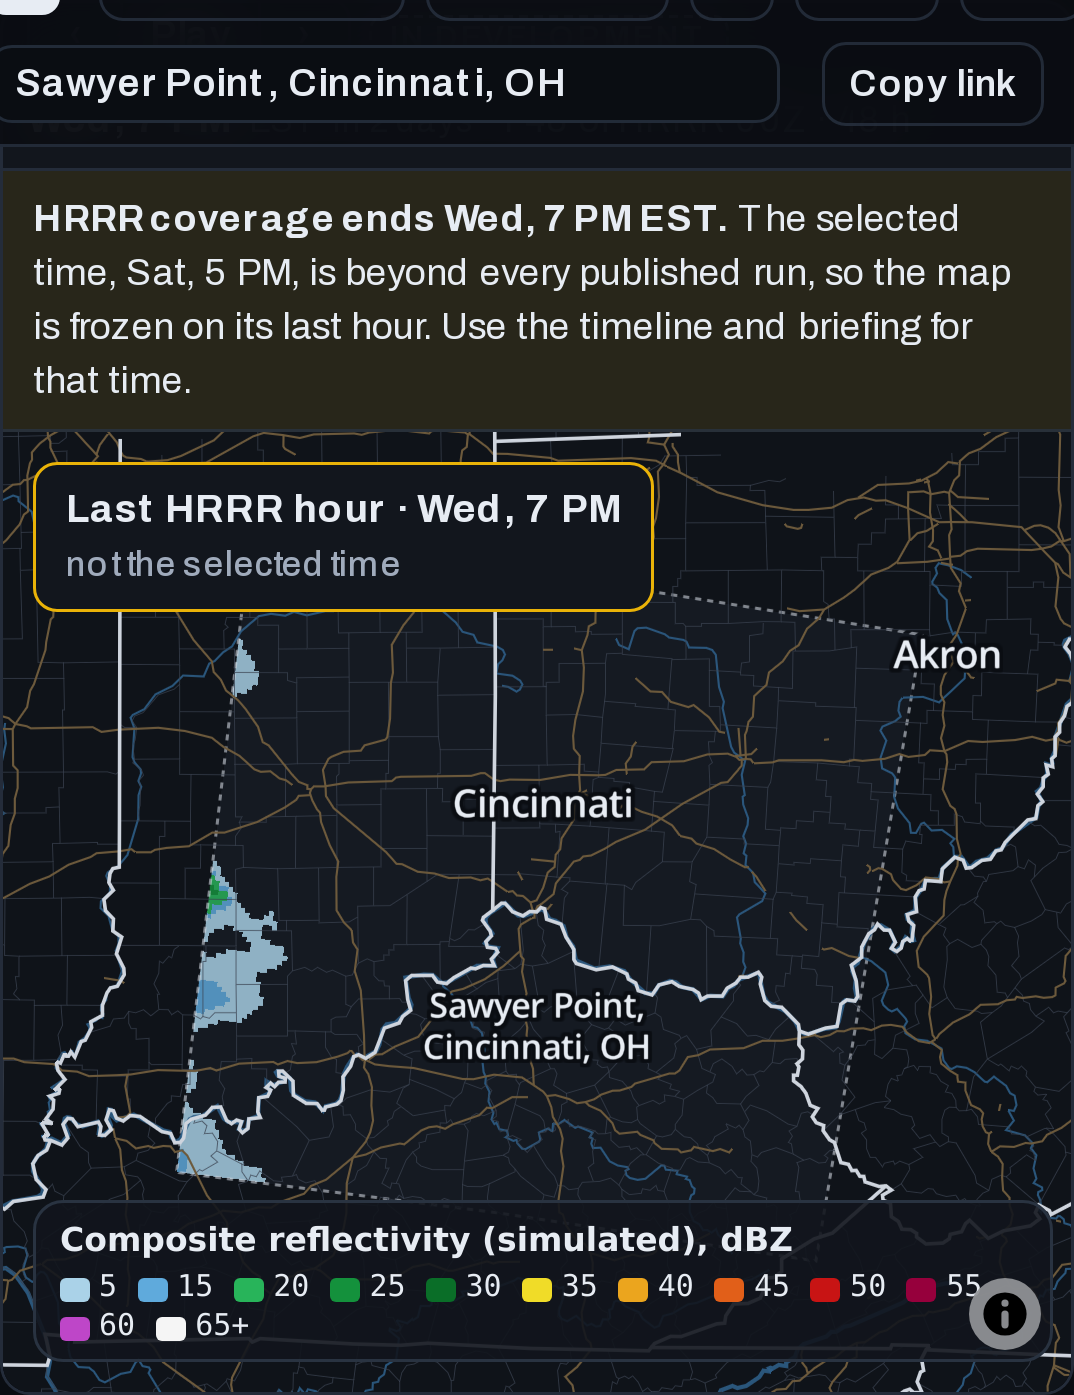 Sawyer Point, Cincinnati, OH
Copy link
HRRR coverage ends Wed, 7 PM EST. The selected
time, Sat, 5 PM, is beyond every published run, so the map
is frozen on its last hour. Use the timeline and briefing for
that time.
Last HRRR hour · Wed, 7 PM
not the selected time
Akron
Cincinnati
Sawyer Point,
Cincinnati, OH
Composite reflectivity (simulated), dBZ
5 15 20 25 30 35 40 45 50 55
60 65+